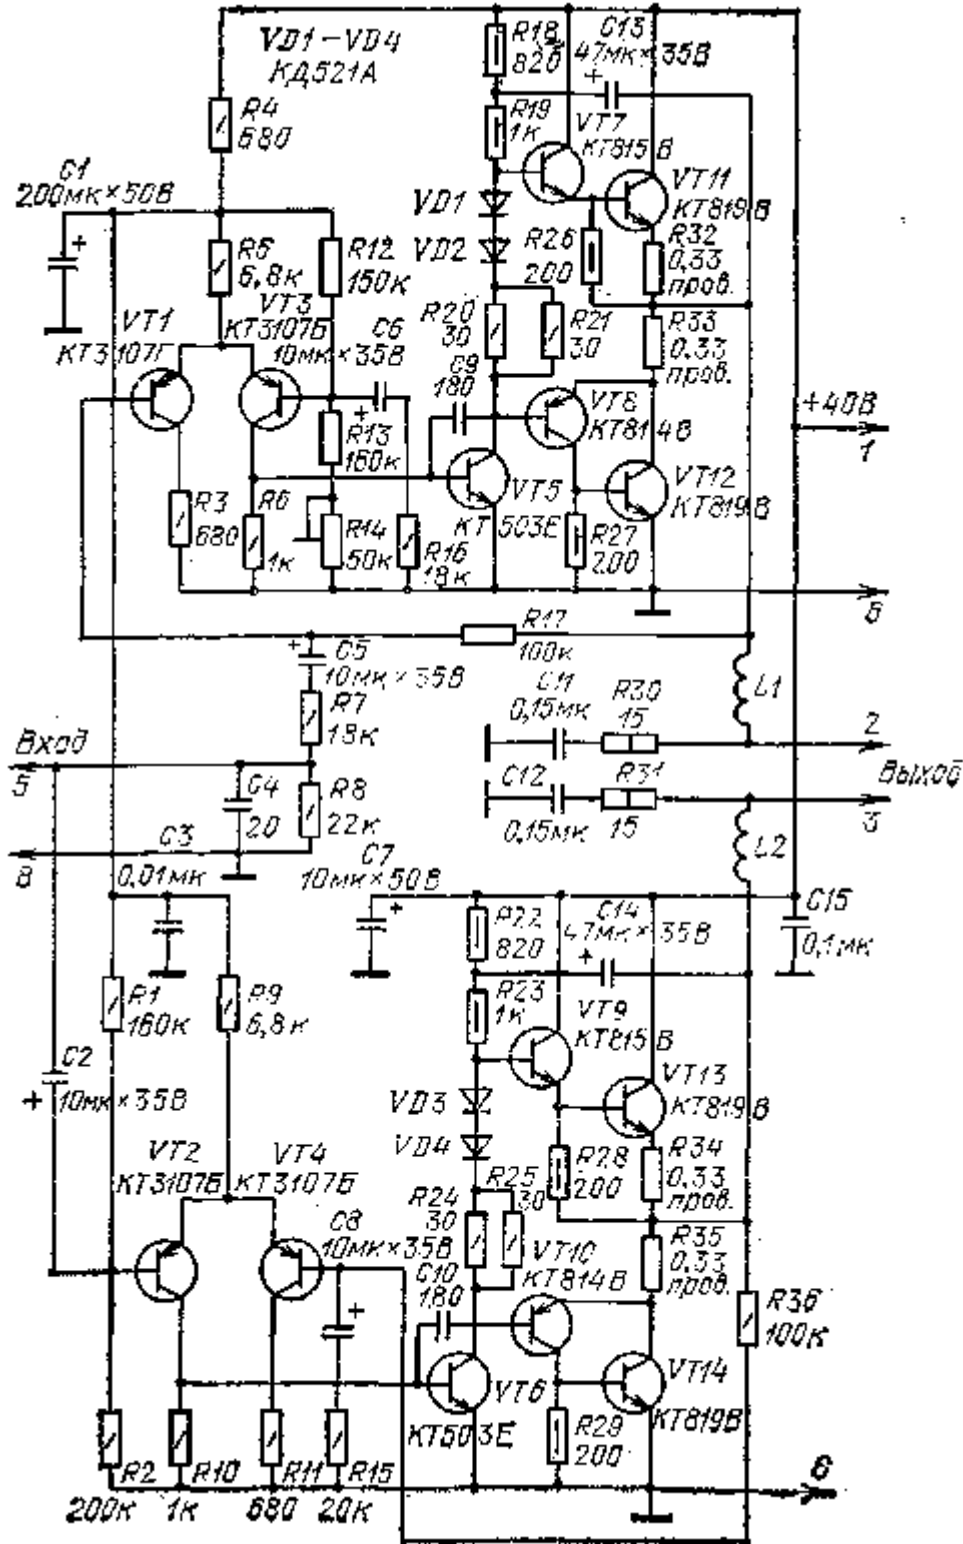 VD1-VD4
КД521А
R18
820
C13
47мк×35В
R4
680
R19
1к
VT7
КТ815В
C1
200мк×50В
VT11
КТ819В
VD1
R5
6,8к
R12
150к
VD2
R26
200
R32
0,33
пров.
VT1
КТ3107Г
VT3
КТ3107Б
C6
10мк×35В
R20
30
R21
30
R33
0,33
пров.
C9
180
VT8
КТ814В
+40В
1
R13
160к
VT12
КТ819В
R3
680
R6
1к
VT5
КТ503Е
R14
50к
R16
18к
R27
200
8
R17
100к
C5
10мк×35В
C11
0,15мк
R30
15
L1
R7
18к
2
Вход
5
C12
0,15мк
R31
15
Выход
3
C4
20
R8
22к
8
C3
0,01мк
C7
10мк×50В
L2
R22
820
C14
47мк×35В
C15
0,1мк
R1
160к
R9
6,8к
R23
1к
VT9
КТ815В
C2
10мк×35В
VT13
КТ819В
VD3
VD4
VT2
КТ3107Б
VT4
КТ3107Б
R24
30
R25
30
R28
200
R34
0,33
пров.
C8
10мк×35В
VT10
КТ814В
R35
0,33
пров.
C10
180
R36
100к
VT6
КТ503Е
VT14
КТ819В
R29
200
6
R2
200к
R10
1к
R11
680
R15
20к